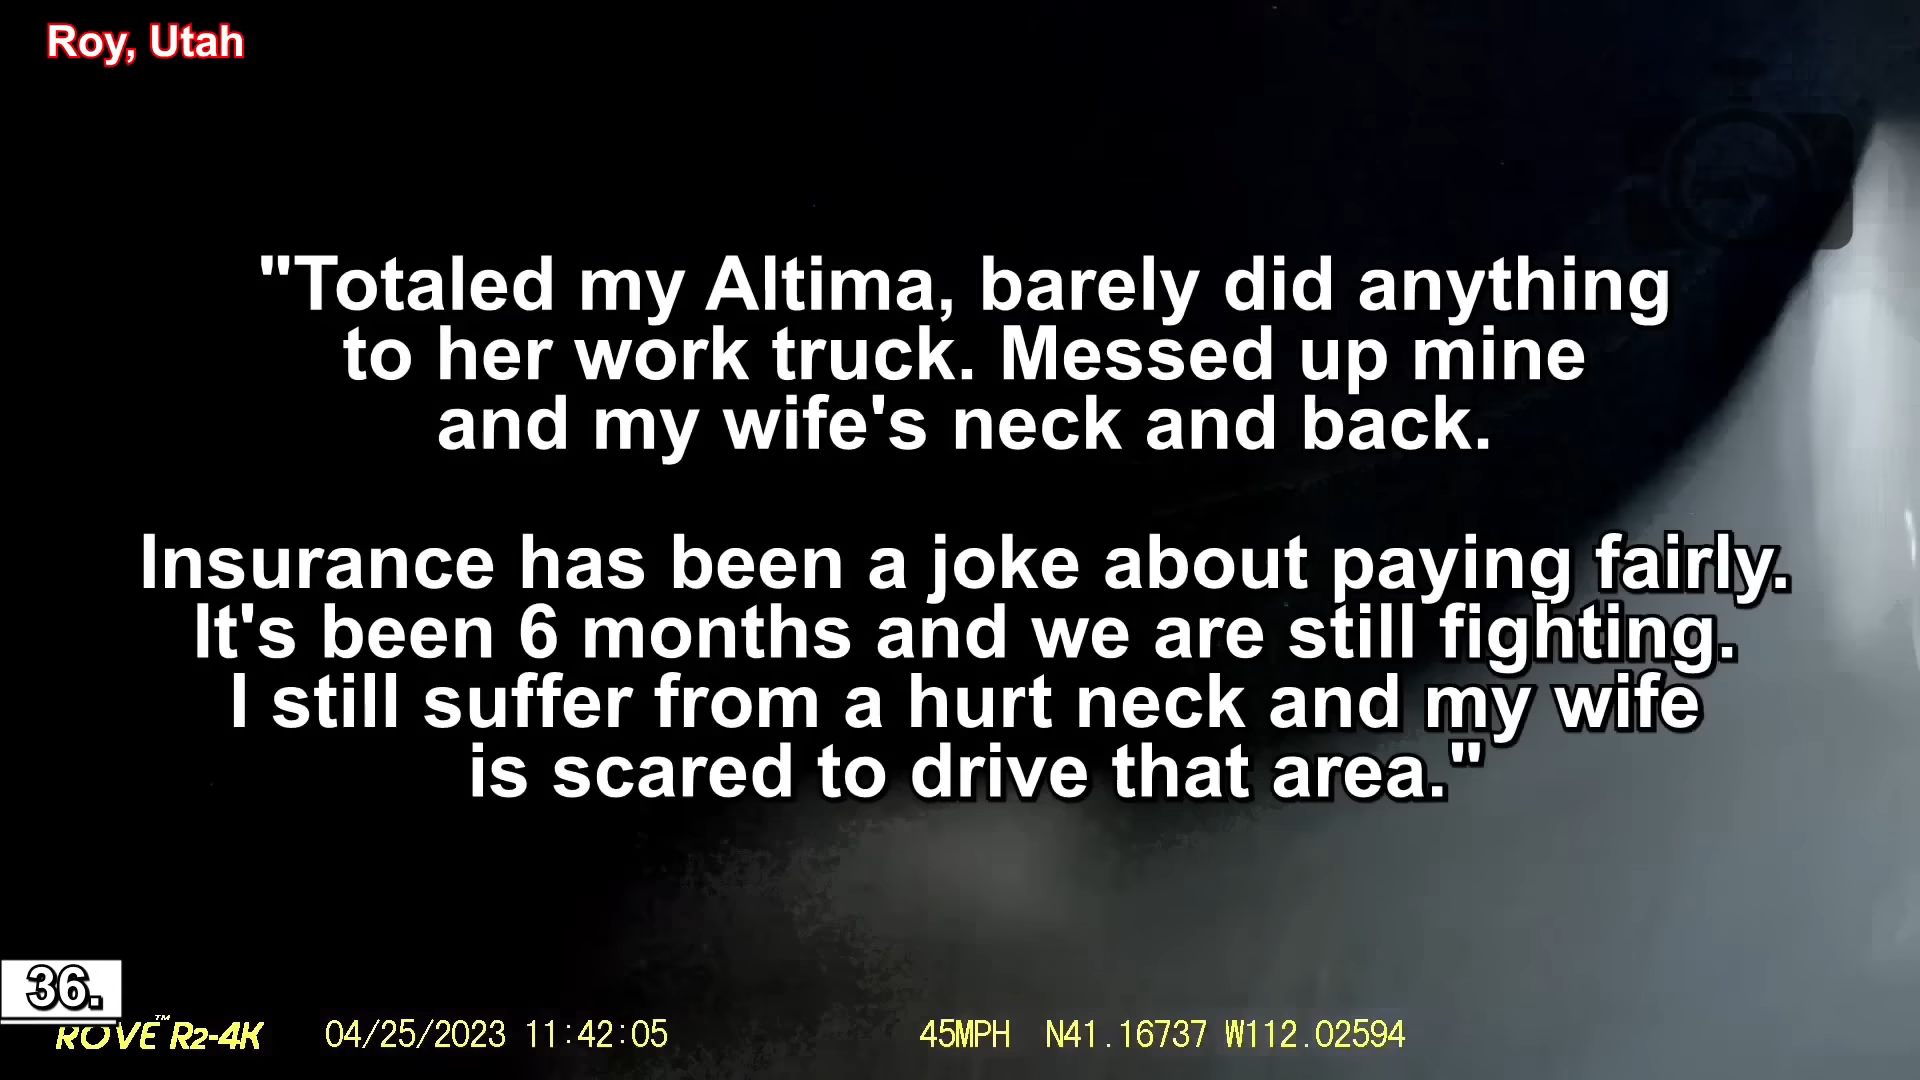 Roy, Utah
"Totaled my Altima, barely did anything
to her work truck. Messed up mine
and my wife's neck and back.
Insurance has been a joke about paying fairly.
It's been 6 months and we are still fighting.
I still suffer from a hurt neck and my wife
is scared to drive that area."
36.
ROVE™ R2-4K 04/25/2023 11:42:05 45MPH N41.16737 W112.02594